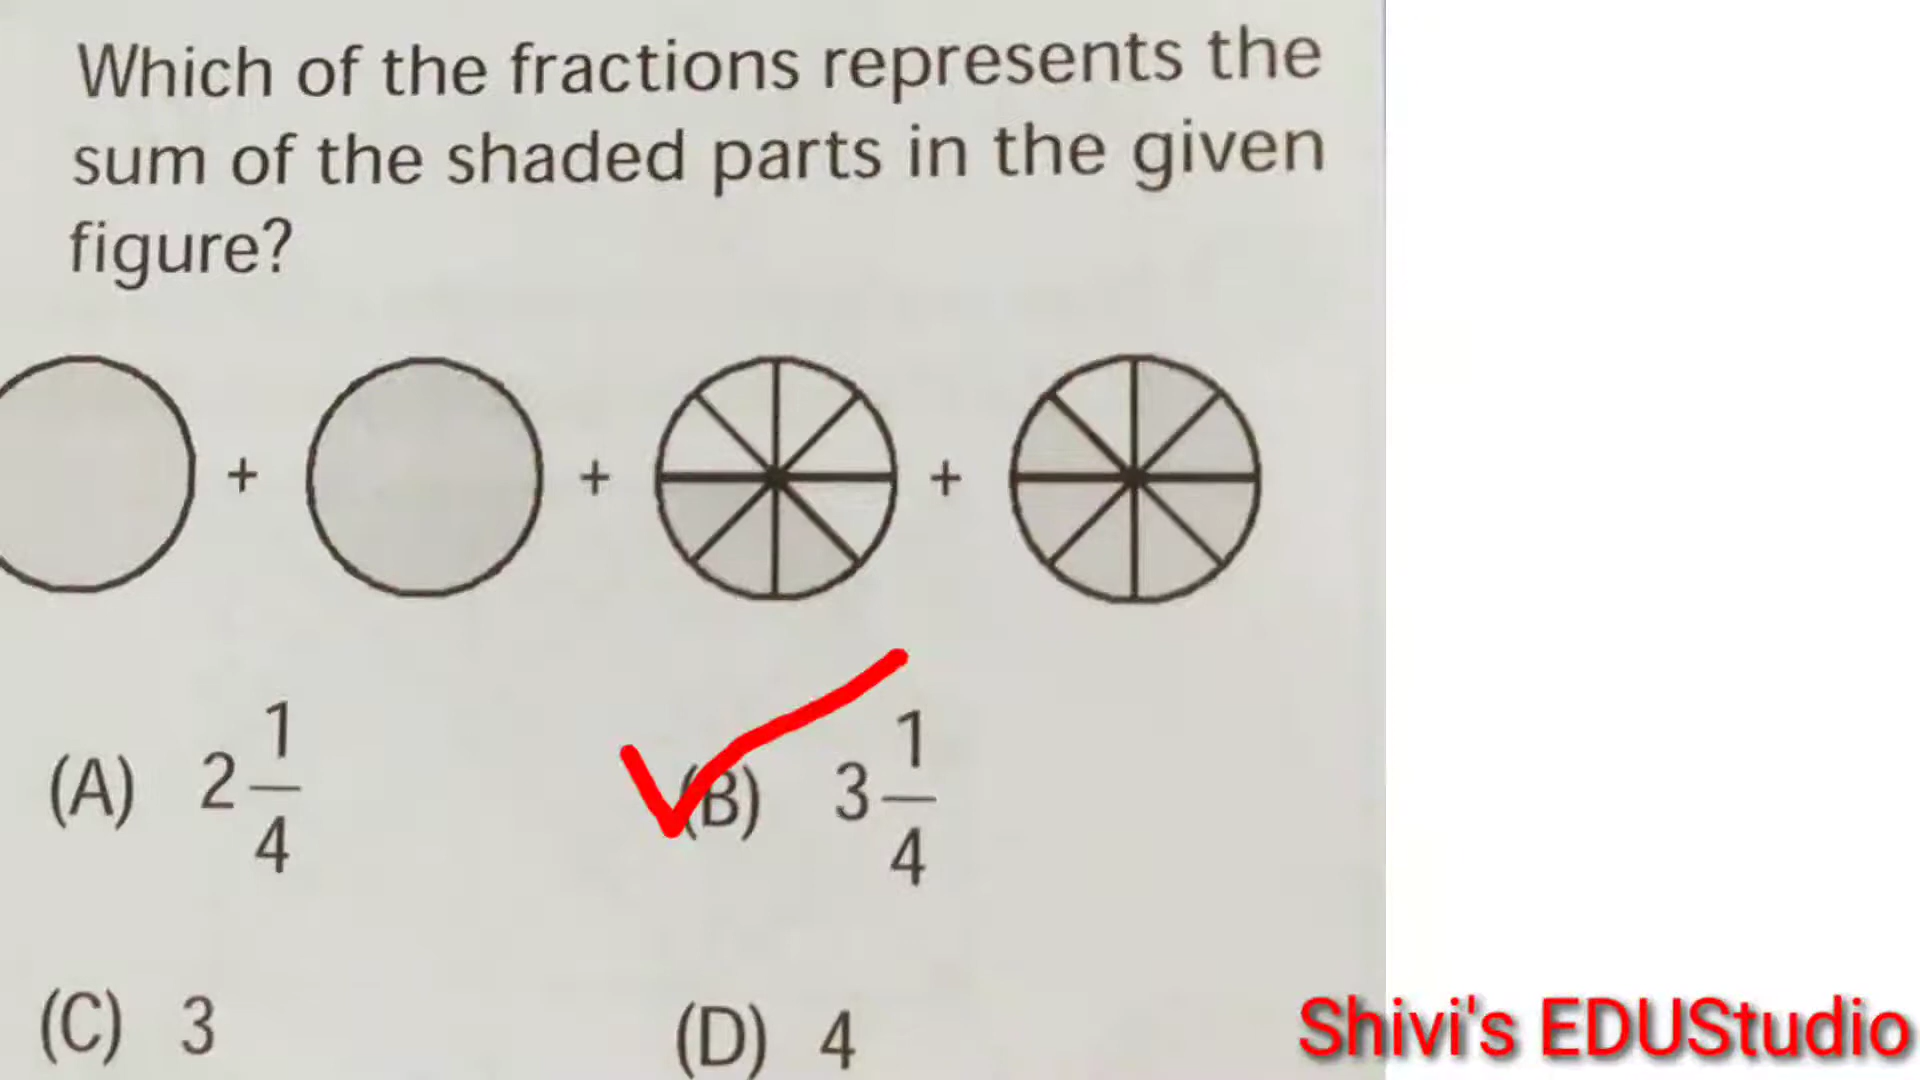 Which of the fractions represents the
sum of the shaded parts in the given
figure?
+ + +
(A) 2 1/4 (B) 3 1/4
(C) 3 (D) 4
Shivi's EDUStudio